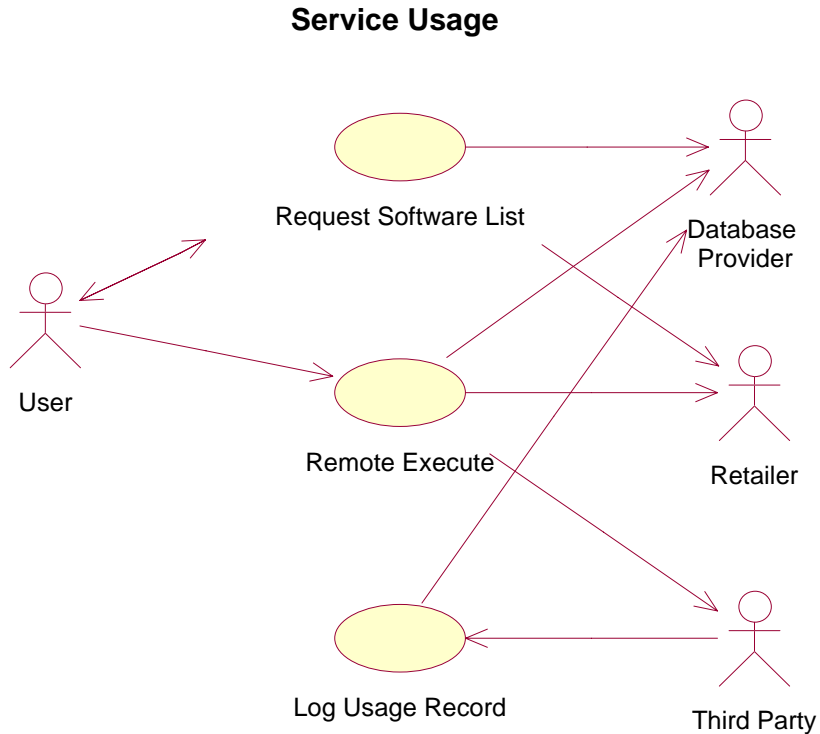 Service Usage
Request Software List
Database
Provider
User
Remote Execute
Retailer
Log Usage Record
Third Party